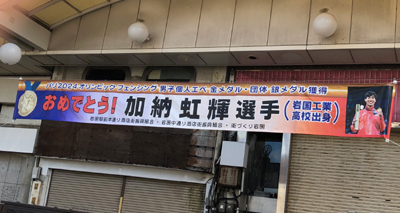 パリ2024オリンピック フェンシング 男子個人エペ 金メダル・団体 銀メダル獲得
おめでとう! 加納虹輝選手(岩国工業高校出身)
岩国中通り商店街振興組合・街づくり岩国